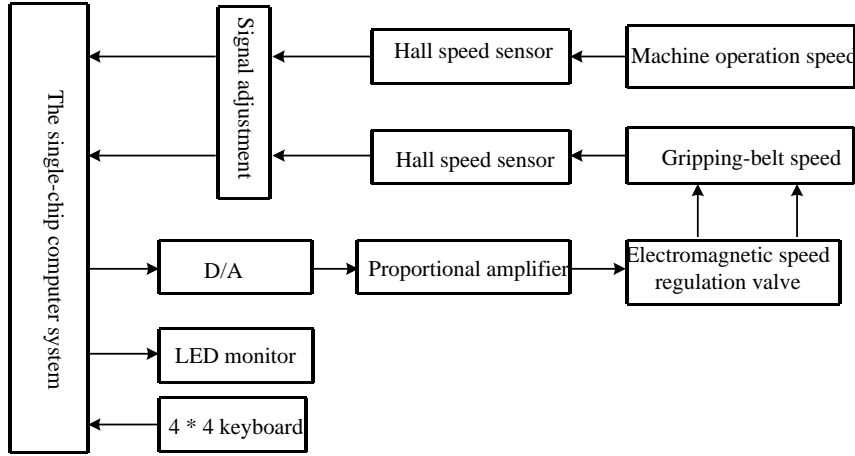 The single-chip computer system
Signal adjustment
Hall speed sensor
Machine operation speed
Hall speed sensor
Gripping-belt speed
D/A
Proportional amplifier
Electromagnetic speed
regulation valve
LED monitor
4 * 4 keyboard